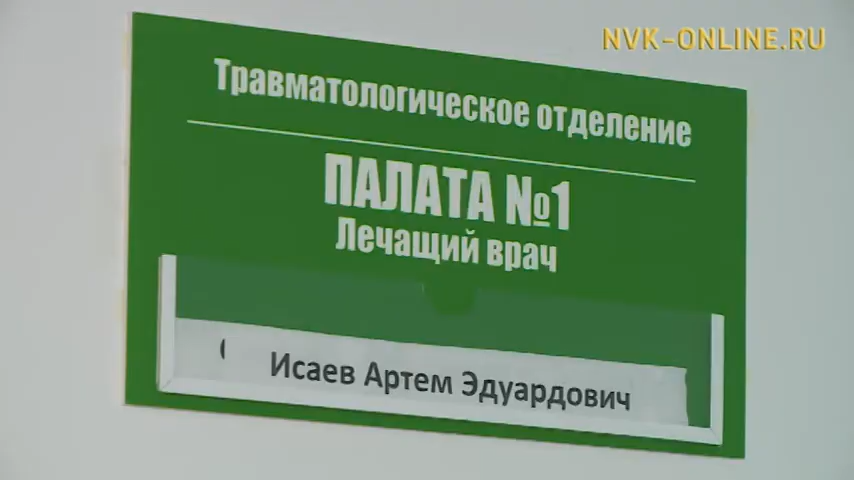 NVK-ONLINE.RU
Травматологическое отделение
ПАЛАТА №1
Лечащий врач
Исаев Артем Эдуардович